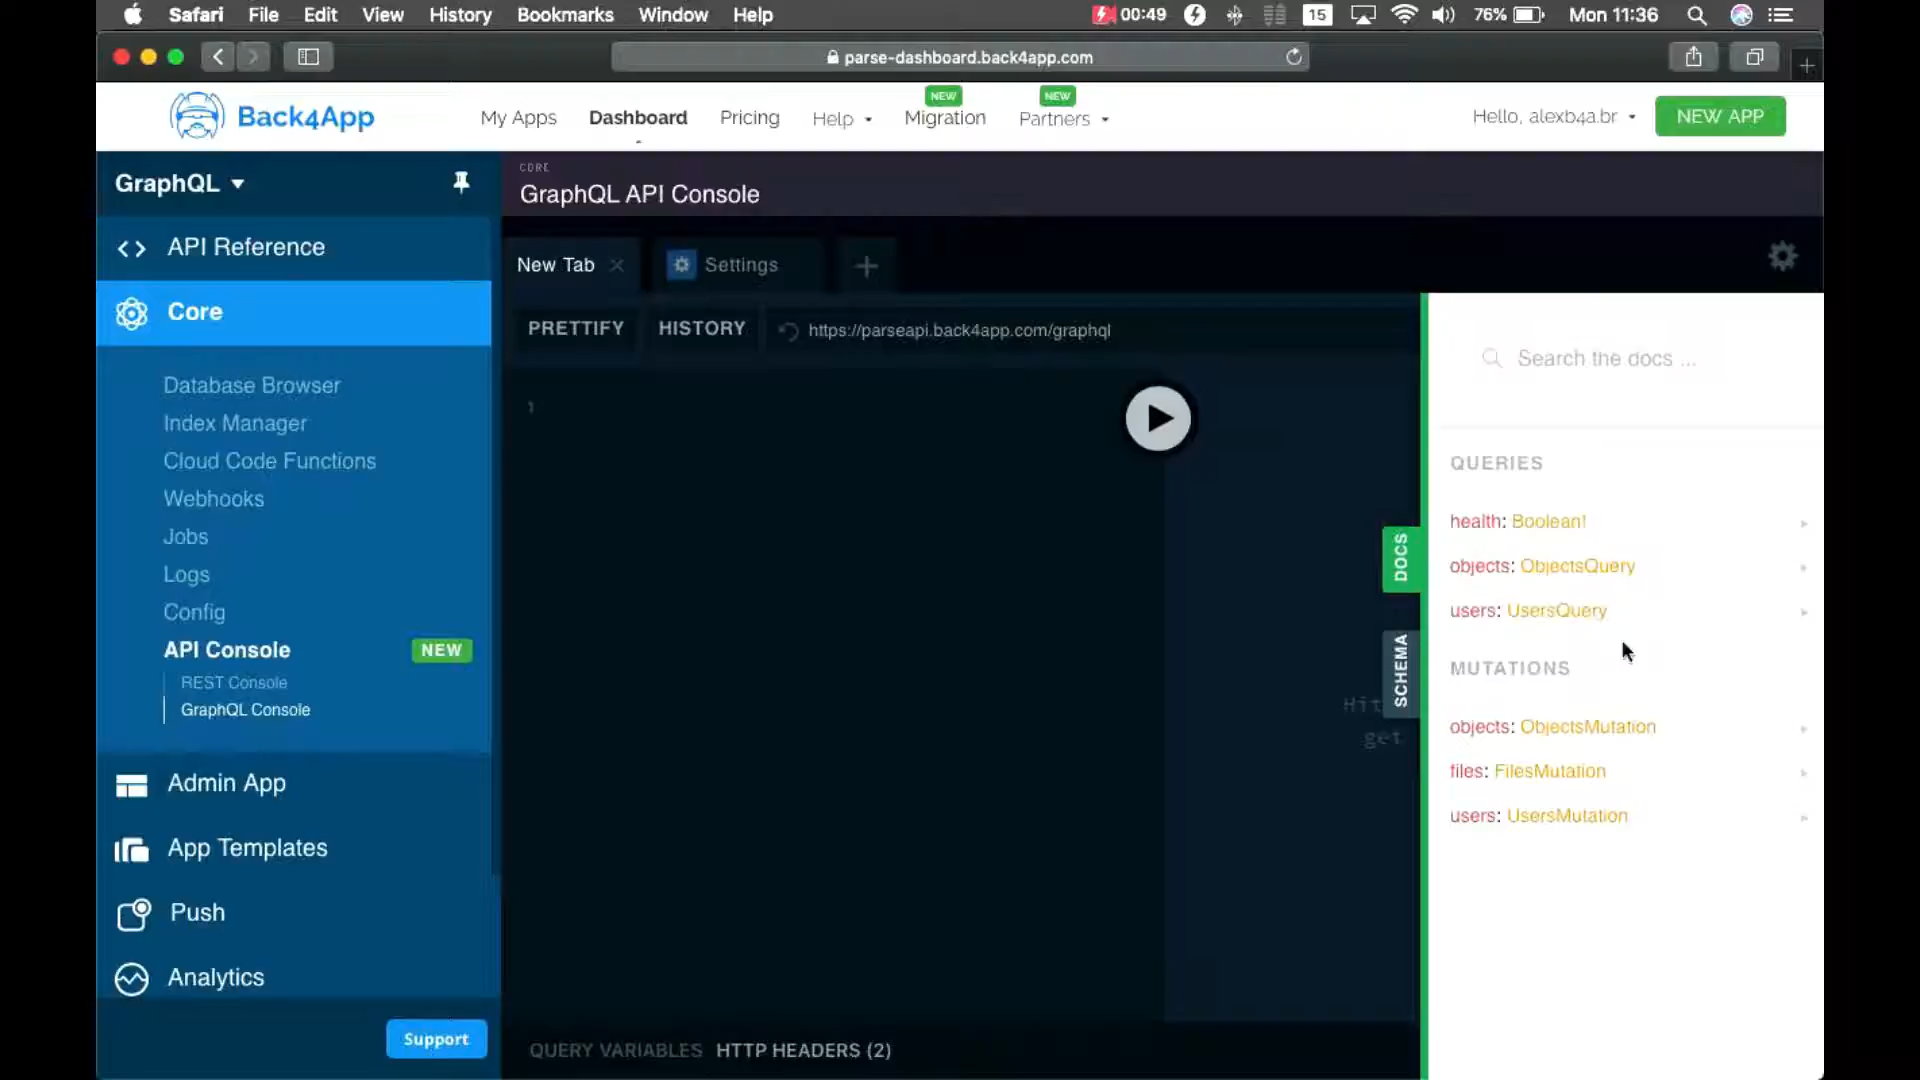 Safari File Edit View History Bookmarks Window Help 00:49 15 76% Mon 11:36
parse-dashboard.back4app.com
Back4App My Apps Dashboard Pricing Help Migration NEW Partners NEW Hello, alexb4a.br NEW APP
GraphQL
API Reference
Core
Database Browser
Index Manager
Cloud Code Functions
Webhooks
Jobs
Logs
Config
API Console NEW
REST Console
GraphQL Console
Admin App
App Templates
Push
Analytics
Support
CORE
GraphQL API Console
New Tab Settings
PRETTIFY HISTORY https://parseapi.back4app.com/graphql
1
Hit
get
DOCS
SCHEMA
QUERY VARIABLES HTTP HEADERS (2)
Search the docs ...
QUERIES
health: Boolean!
objects: ObjectsQuery
users: UsersQuery
MUTATIONS
objects: ObjectsMutation
files: FilesMutation
users: UsersMutation